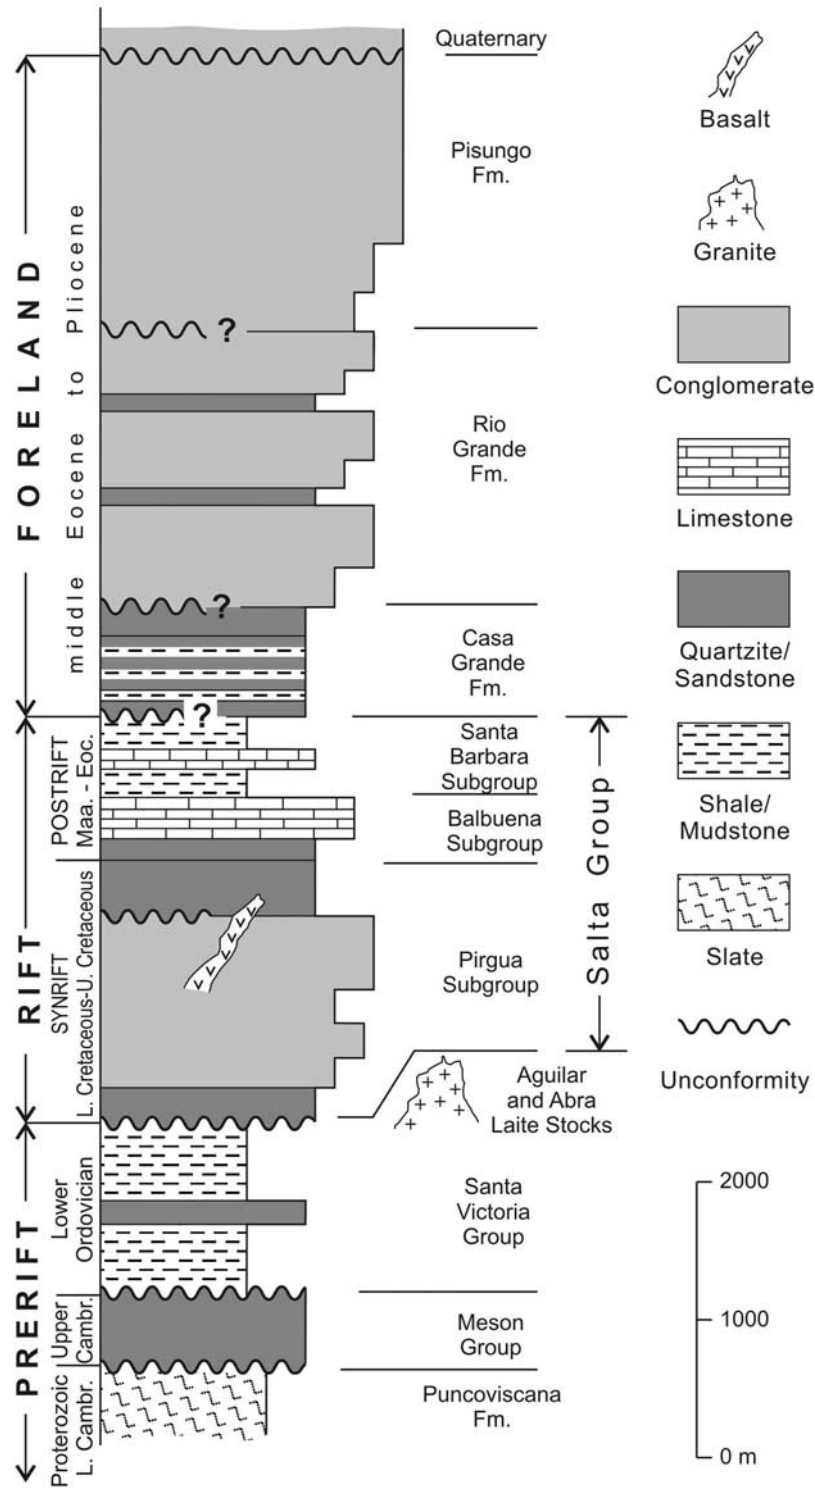 FORELAND
middle Eocene to Pliocene
RIFT
POSTRIFT
Maa. - Eoc.
SYNRIFT
L. Cretaceous-U. Cretaceous
PRERIFT
Lower
Ordovician
Upper
Cambr.
Proterozoic
L. Cambr.
?
?
?
Quaternary
Pisungo
Fm.
Rio
Grande
Fm.
Casa
Grande
Fm.
Santa
Barbara
Subgroup
Balbuena
Subgroup
Pirgua
Subgroup
Aguilar
and Abra
Laite Stocks
Santa
Victoria
Group
Meson
Group
Puncoviscana
Fm.
Salta Group
Basalt
Granite
Conglomerate
Limestone
Quartzite/
Sandstone
Shale/
Mudstone
Slate
Unconformity
2000
1000
0 m